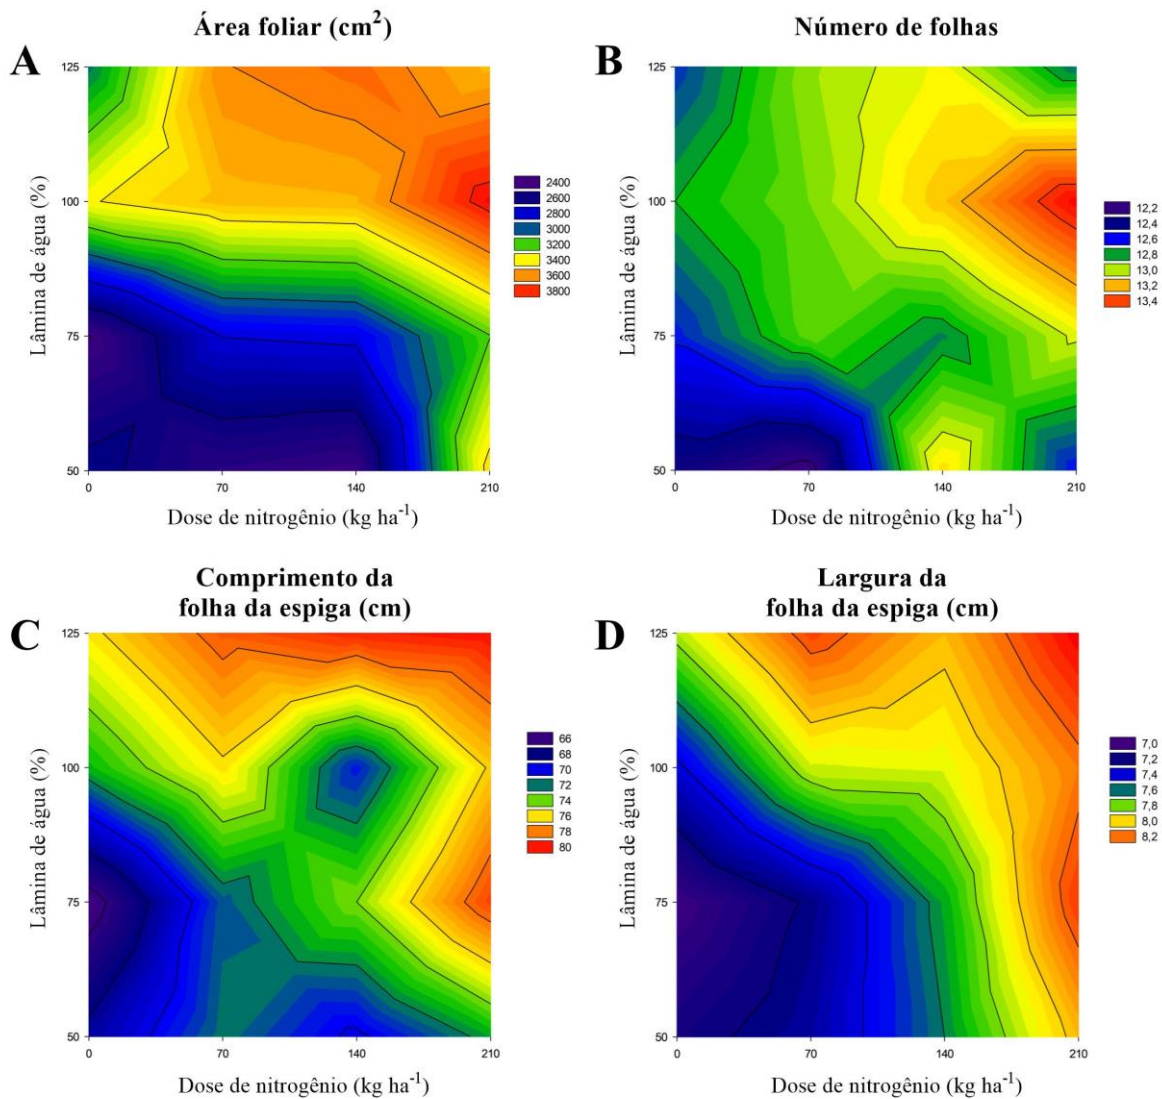 Área foliar (cm²)
A
125
100
75
50
0 70 140 210
Lâmina de água (%)
Dose de nitrogênio (kg ha⁻¹)
2400
2600
2800
3000
3200
3400
3600
3800
Número de folhas
B
125
100
75
50
0 70 140 210
Lâmina de água (%)
Dose de nitrogênio (kg ha⁻¹)
12,2
12,4
12,6
12,8
13,0
13,2
13,4
Comprimento da
folha da espiga (cm)
C
125
100
75
50
0 70 140 210
Lâmina de água (%)
Dose de nitrogênio (kg ha⁻¹)
66
68
70
72
74
76
78
80
Largura da
folha da espiga (cm)
D
125
100
75
50
0 70 140 210
Lâmina de água (%)
Dose de nitrogênio (kg ha⁻¹)
7,0
7,2
7,4
7,6
7,8
8,0
8,2